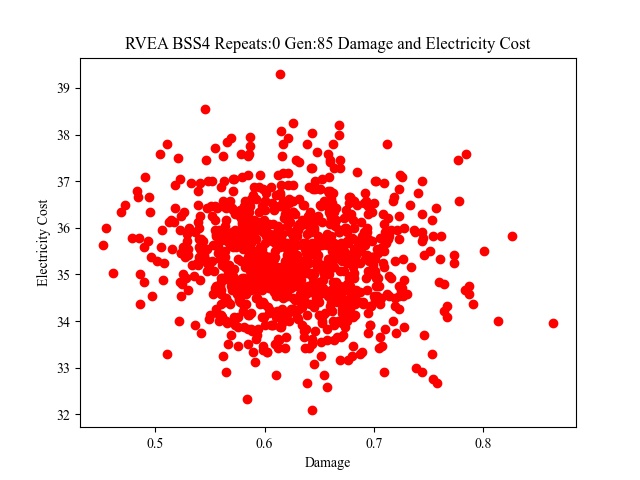 RVEA BSS4 Repeats:0 Gen:85 Damage and Electricity Cost
Electricity Cost
39
38
37
36
35
34
33
32
0.5 0.6 0.7 0.8
Damage